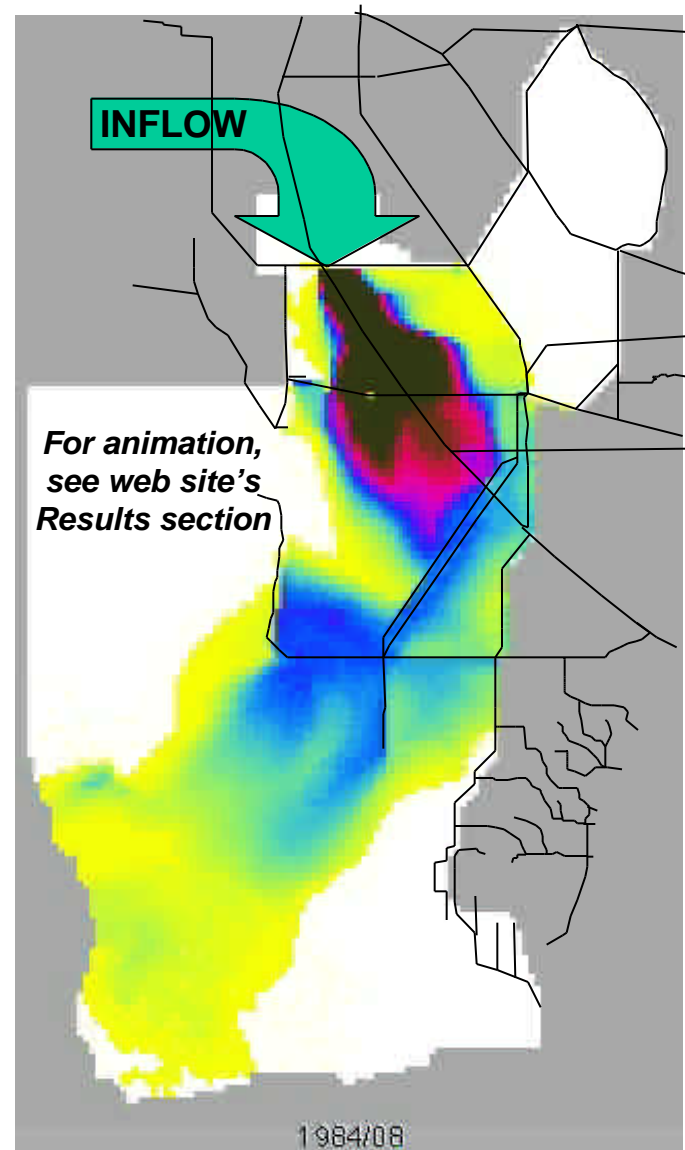 INFLOW
For animation,
see web site's
Results section
1984/08